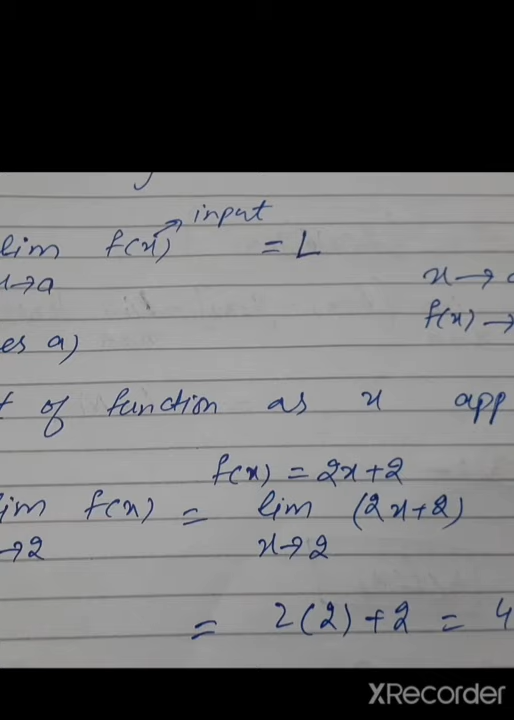 input
lim f(x) = L
x→a x→
f(x)→
es a)
of function as x app
f(x) = 2x+2
lim f(x) = lim (2x+2)
→2 x→2
= 2(2)+2 = 4
XRecorder